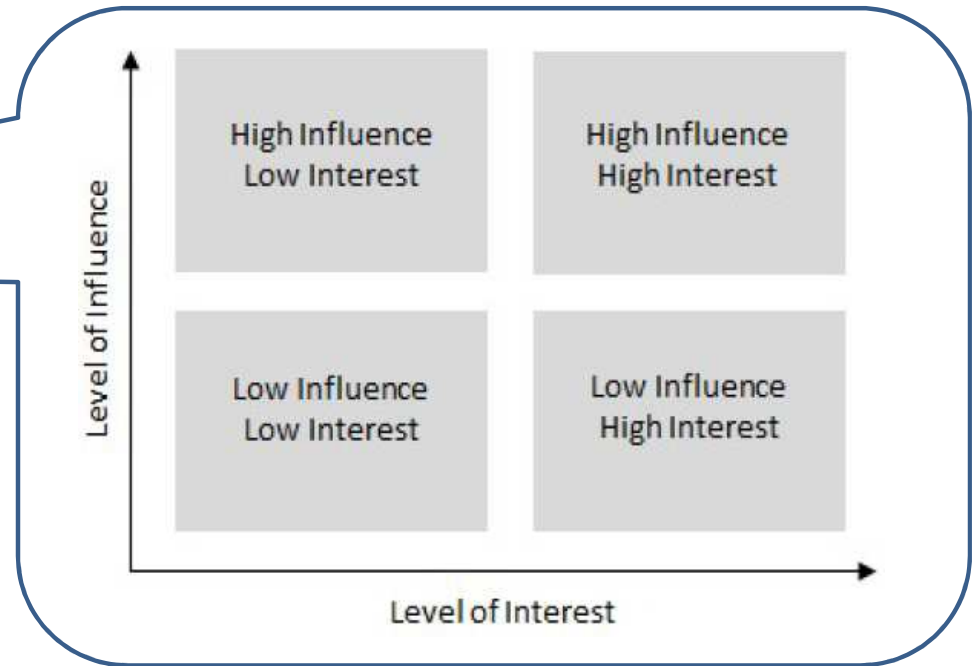 High Influence
Low Interest
High Influence
High Interest
Level of Influence
Low Influence
Low Interest
Low Influence
High Interest
Level of Interest